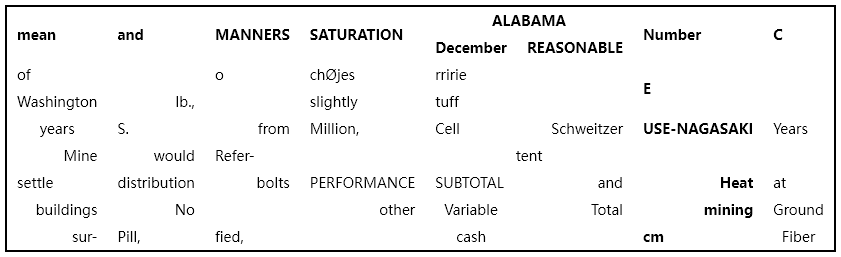 mean and MANNERS SATURATION ALABAMA Number C
December REASONABLE
of o chØjes rririe E
Washington lb., slightly tuff
years S. from Million, Cell Schweitzer USE-NAGASAKI Years
Mine would Refer- tent
settle distribution bolts PERFORMANCE SUBTOTAL and Heat at
buildings No other Variable Total mining Ground
sur- Pill, fied, cash cm Fiber